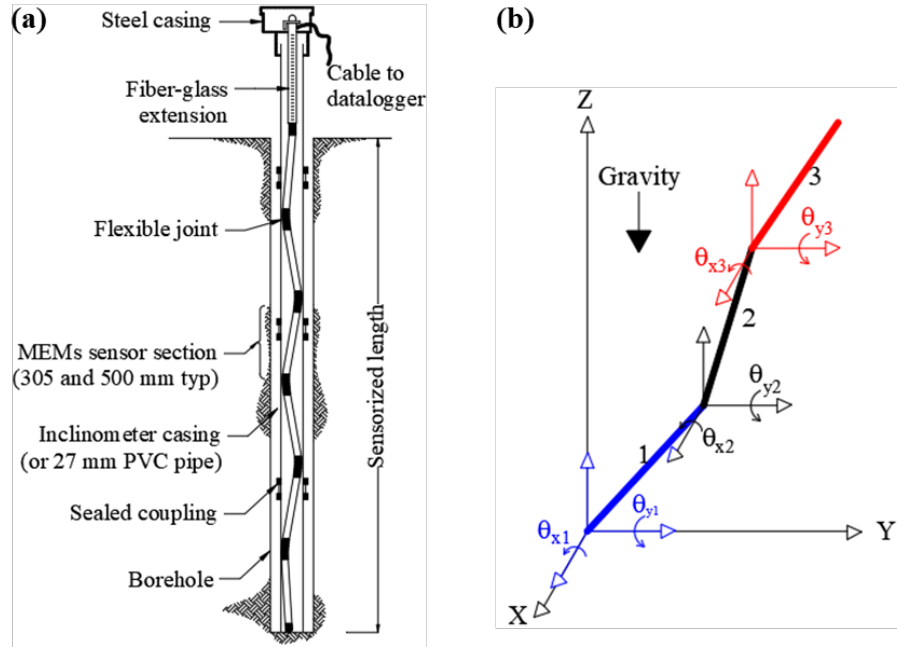 (a)
Steel casing
Cable to
datalogger
Fiber-glass
extension
Flexible joint
MEMs sensor section
(305 and 500 mm typ)
Inclinometer casing
(or 27 mm PVC pipe)
Sealed coupling
Borehole
Sensorized length
(b)
Z
Gravity
3
θy3
θx3
2
θy2
θx2
1
θy1
θx1
Y
X